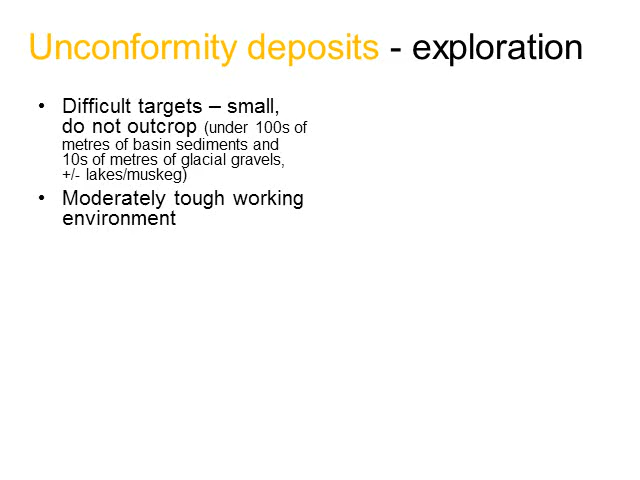 Unconformity deposits - exploration
• Difficult targets – small,
do not outcrop (under 100s of
metres of basin sediments and
10s of metres of glacial gravels,
+/- lakes/muskeg)
• Moderately tough working
environment